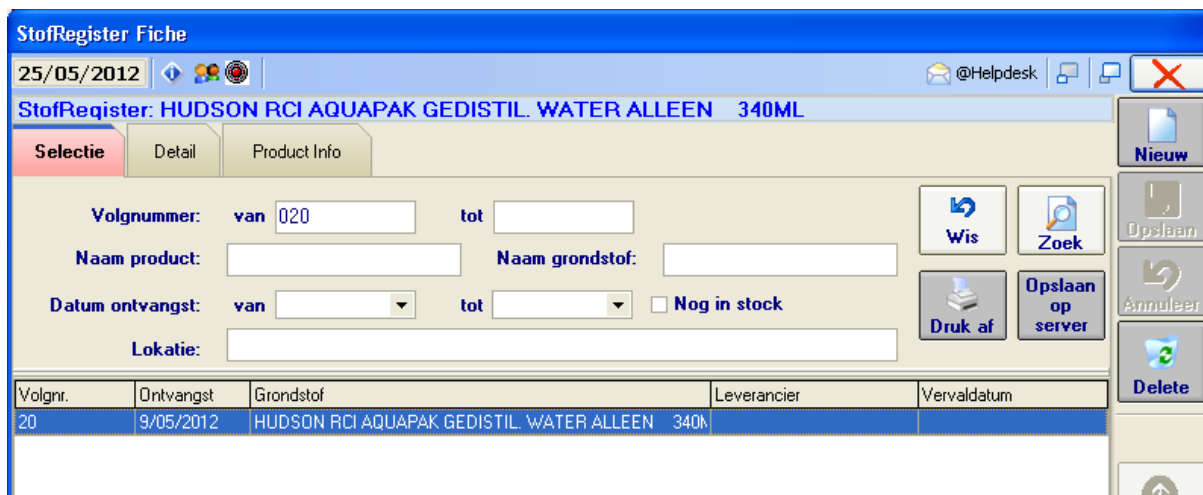 StofRegister Fiche
25/05/2012 @Helpdesk
StofRegister: HUDSON RCI AQUAPAK GEDISTIL. WATER ALLEEN 340ML
Selectie Detail Product Info
Nieuw
Volgnummer: van 020 tot
Wis Zoek
Opslaan
Naam product: Naam grondstof:
Datum ontvangst: van tot Nog in stock
Druk af
Opslaan
op
server
Annuleer
Lokatie:
Delete
Volgnr. Ontvangst Grondstof Leverancier Vervaldatum
20 9/05/2012 HUDSON RCI AQUAPAK GEDISTIL. WATER ALLEEN 340M